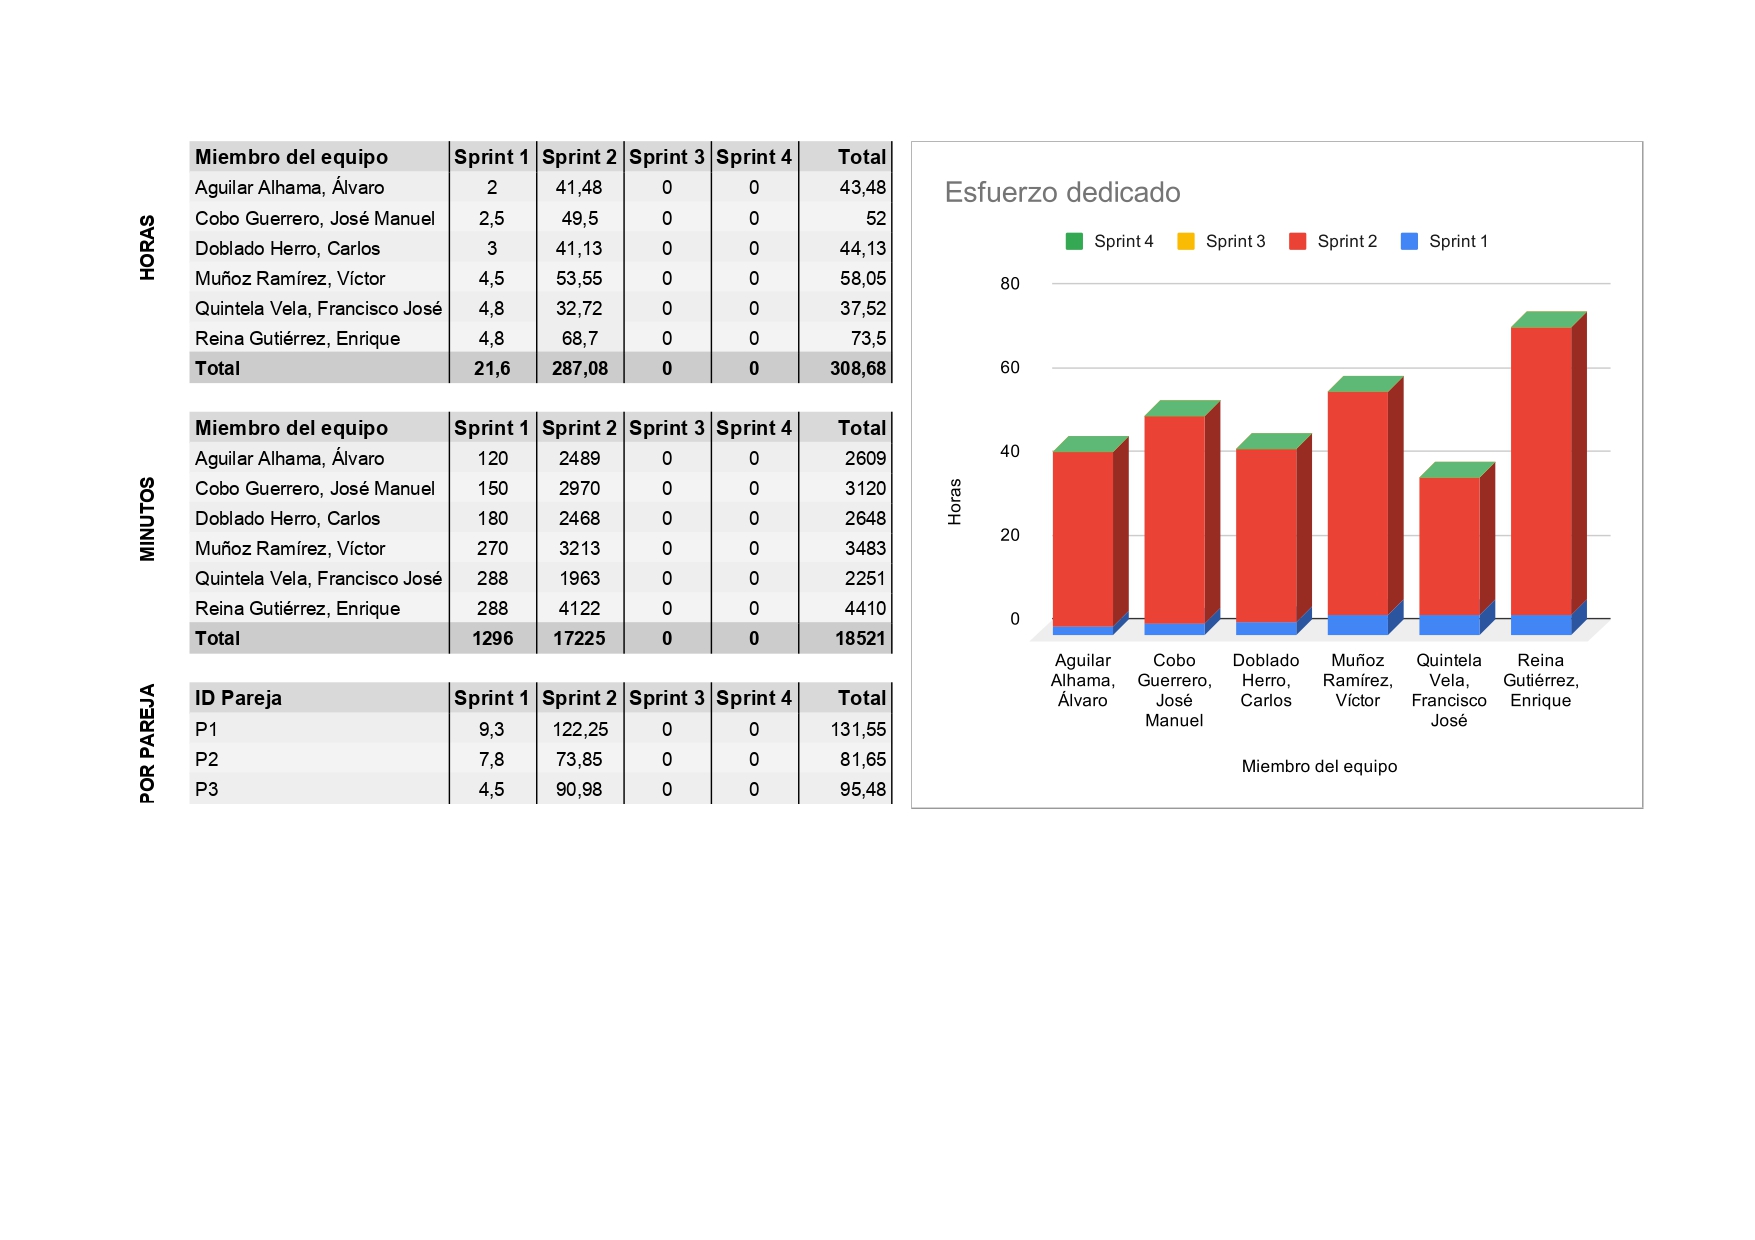 HORAS
Miembro del equipo Sprint 1 Sprint 2 Sprint 3 Sprint 4 Total
Aguilar Alhama, Álvaro 2 41,48 0 0 43,48
Cobo Guerrero, José Manuel 2,5 49,5 0 0 52
Doblado Herro, Carlos 3 41,13 0 0 44,13
Muñoz Ramírez, Víctor 4,5 53,55 0 0 58,05
Quintela Vela, Francisco José 4,8 32,72 0 0 37,52
Reina Gutiérrez, Enrique 4,8 68,7 0 0 73,5
Total 21,6 287,08 0 0 308,68
MINUTOS
Miembro del equipo Sprint 1 Sprint 2 Sprint 3 Sprint 4 Total
Aguilar Alhama, Álvaro 120 2489 0 0 2609
Cobo Guerrero, José Manuel 150 2970 0 0 3120
Doblado Herro, Carlos 180 2468 0 0 2648
Muñoz Ramírez, Víctor 270 3213 0 0 3483
Quintela Vela, Francisco José 288 1963 0 0 2251
Reina Gutiérrez, Enrique 288 4122 0 0 4410
Total 1296 17225 0 0 18521
POR PAREJA
ID Pareja Sprint 1 Sprint 2 Sprint 3 Sprint 4 Total
P1 9,3 122,25 0 0 131,55
P2 7,8 73,85 0 0 81,65
P3 4,5 90,98 0 0 95,48
Esfuerzo dedicado
Sprint 4 Sprint 3 Sprint 2 Sprint 1
Horas
80
60
40
20
0
Aguilar
Alhama,
Álvaro
Cobo
Guerrero,
José
Manuel
Doblado
Herro,
Carlos
Muñoz
Ramírez,
Víctor
Quintela
Vela,
Francisco
José
Reina
Gutiérrez,
Enrique
Miembro del equipo